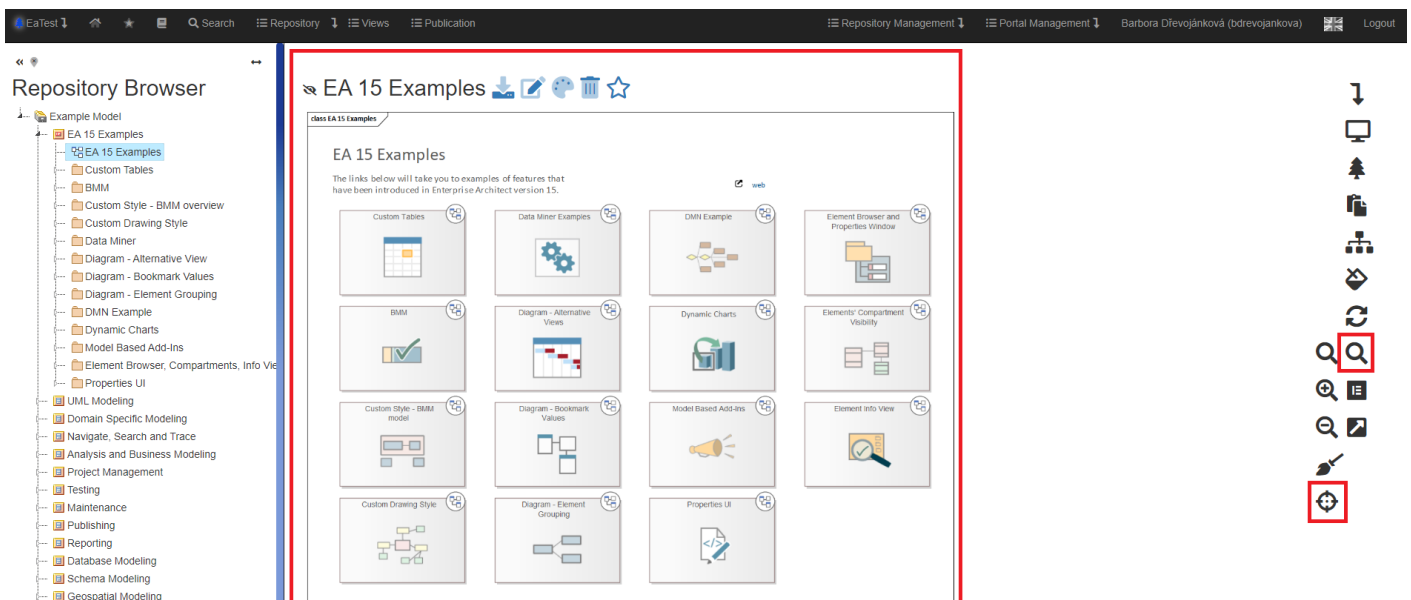 EaTest Search Repository Views Publication Repository Management Portal Management Barbora Dřevojánková (bdrevojankova) Logout
Repository Browser
Example Model
EA 15 Examples
EA 15 Examples
Custom Tables
BMM
Custom Style - BMM overview
Custom Drawing Style
Data Miner
Diagram - Alternative View
Diagram - Bookmark Values
Diagram - Element Grouping
DMN Example
Dynamic Charts
Model Based Add-Ins
Element Browser, Compartments, Info Vie
Properties UI
UML Modeling
Domain Specific Modeling
Navigate, Search and Trace
Analysis and Business Modeling
Project Management
Testing
Maintenance
Publishing
Reporting
Database Modeling
Schema Modeling
Geospatial Modeling
EA 15 Examples
class EA 15 Examples
EA 15 Examples
The links below will take you to examples of features that
have been introduced in Enterprise Architect version 15.
web
Custom Tables
Data Miner Examples
DMN Example
Element Browser and
Properties Window
BMM
Diagram - Alternative
Views
Dynamic Charts
Elements' Compartment
Visibility
Custom Style - BMM
model
Diagram - Bookmark
Values
Model Based Add-Ins
Element Info View
Custom Drawing Style
Diagram - Element
Grouping
Properties UI